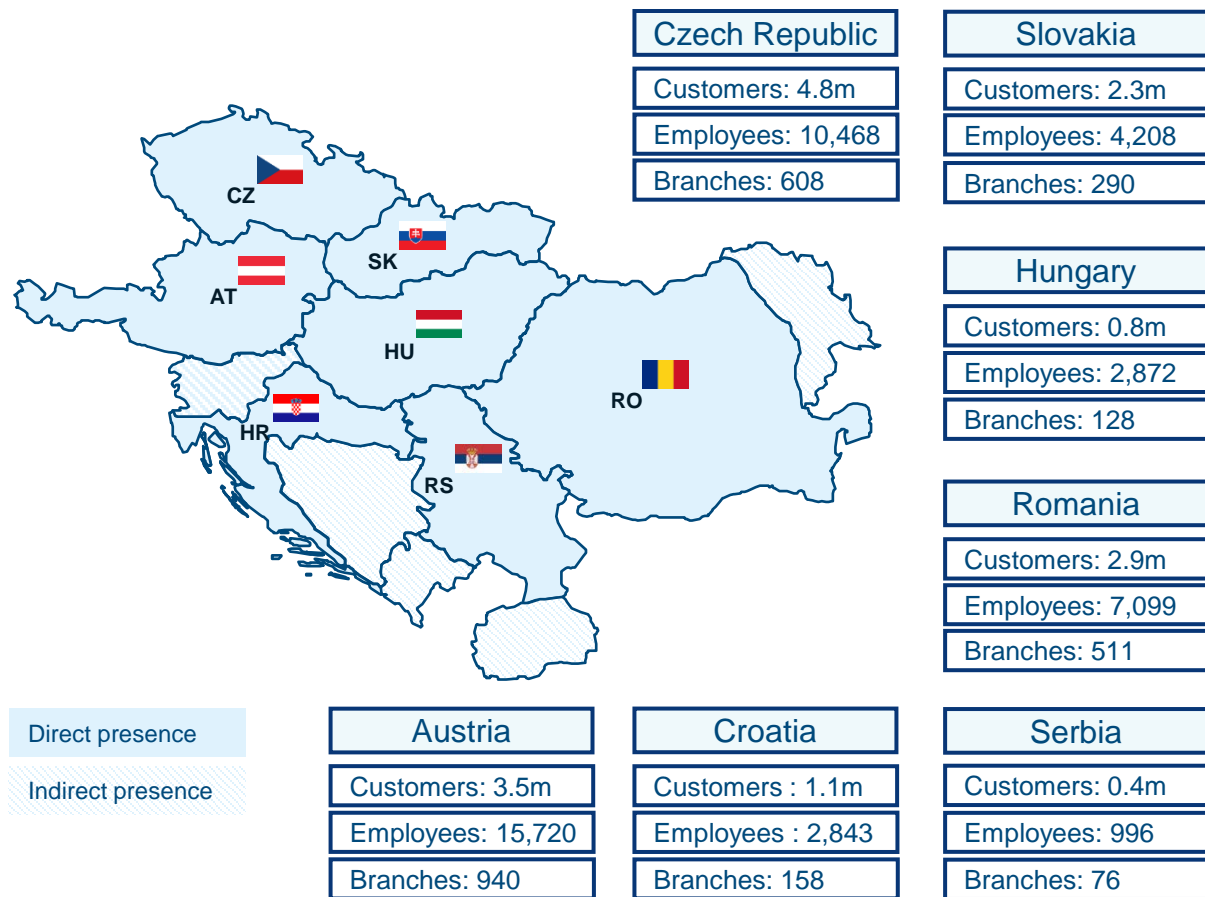 Czech Republic
Customers: 4.8m
Employees: 10,468
Branches: 608
Slovakia
Customers: 2.3m
Employees: 4,208
Branches: 290
CZ
SK
AT
HU
RO
HR
RS
Hungary
Customers: 0.8m
Employees: 2,872
Branches: 128
Romania
Customers: 2.9m
Employees: 7,099
Branches: 511
Direct presence
Indirect presence
Austria
Customers: 3.5m
Employees: 15,720
Branches: 940
Croatia
Customers : 1.1m
Employees : 2,843
Branches: 158
Serbia
Customers: 0.4m
Employees: 996
Branches: 76